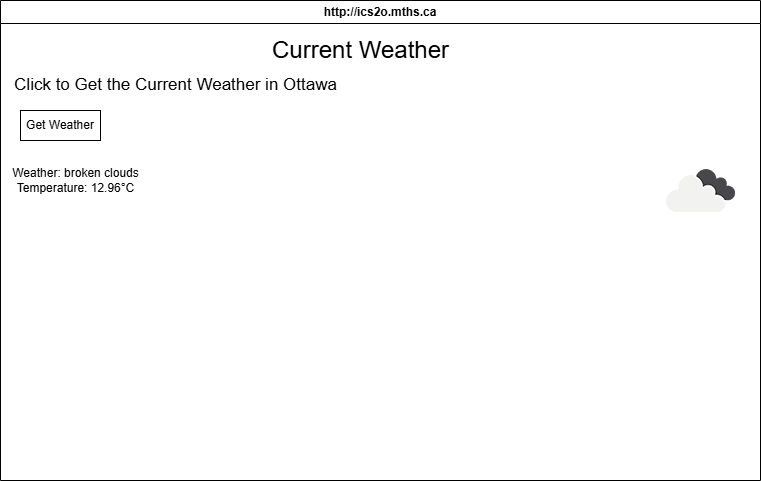 http://ics2o.mths.ca
Current Weather
Click to Get the Current Weather in Ottawa
Get Weather
Weather: broken clouds
Temperature: 12.96°C